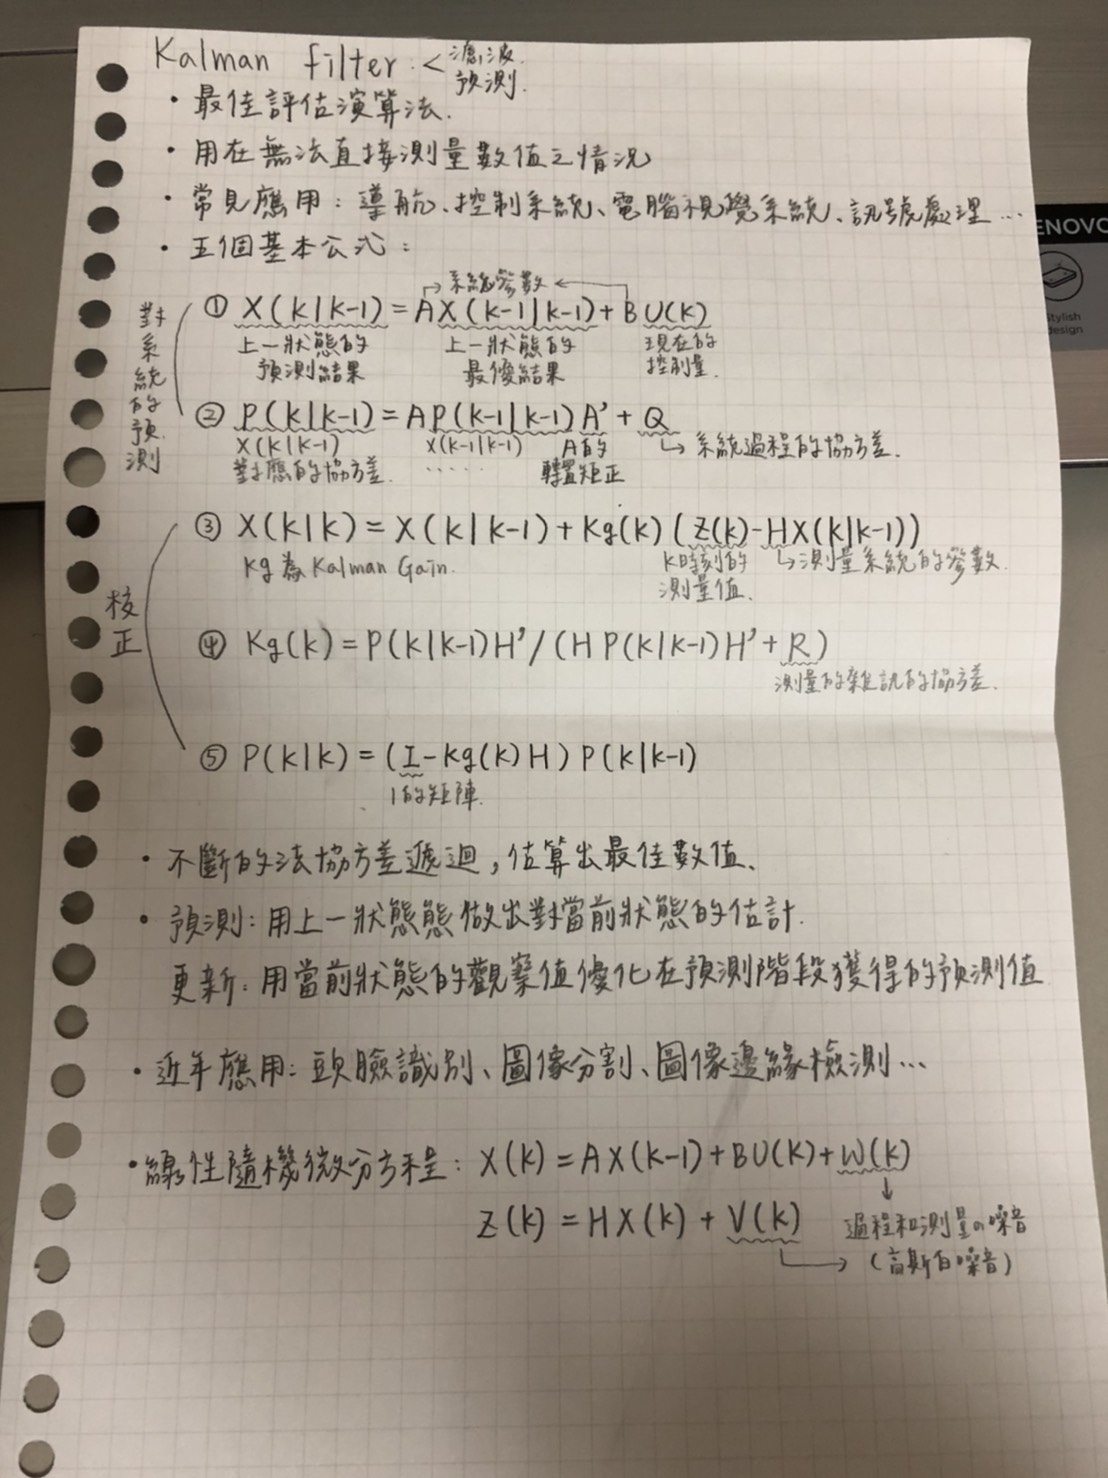 Kalman filter < 濾波
預測
・最佳評估演算法.
・用在無法直接測量數值之情況
・常見應用：導航、控制系統、電腦視覺系統、訊號處理…
・五個基本公式：
系統參數
對系統的預測
① X(k|k-1) = AX(k-1|k-1) + BU(k)
上一狀態的 上一狀態的 現在的
預測結果 最優結果 控制量.
② P(k|k-1) = AP(k-1|k-1)A' + Q
X(k|k-1) X(k-1|k-1) A的 → 系統過程的協方差.
對應的協方差. …… 轉置矩正
校正
③ X(k|k) = X(k|k-1) + Kg(k) (Z(k)-HX(k|k-1))
Kg為Kalman Gain. K時刻的 → 測量系統的參數.
測量值.
④ Kg(k) = P(k|k-1)H' / (H P(k|k-1)H' + R)
測量的雜訊的協方差.
⑤ P(k|k) = (I-Kg(k)H) P(k|k-1)
1的矩陣.
・不斷的法協方差遞迴,估算出最佳數值、
・預測：用上一狀態態做出對當前狀態的估計.
更新：用當前狀態的觀察值優化在預測階段獲得的預測值
・近年應用：頭臉識別、圖像分割、圖像邊緣檢測…
・線性隨機微分方程：X(k) = AX(k-1) + BU(k) + W(k)
Z(k) = HX(k) + V(k) 過程和測量の噪音
→ (高斯白噪音)
ENOVO
tylish
design